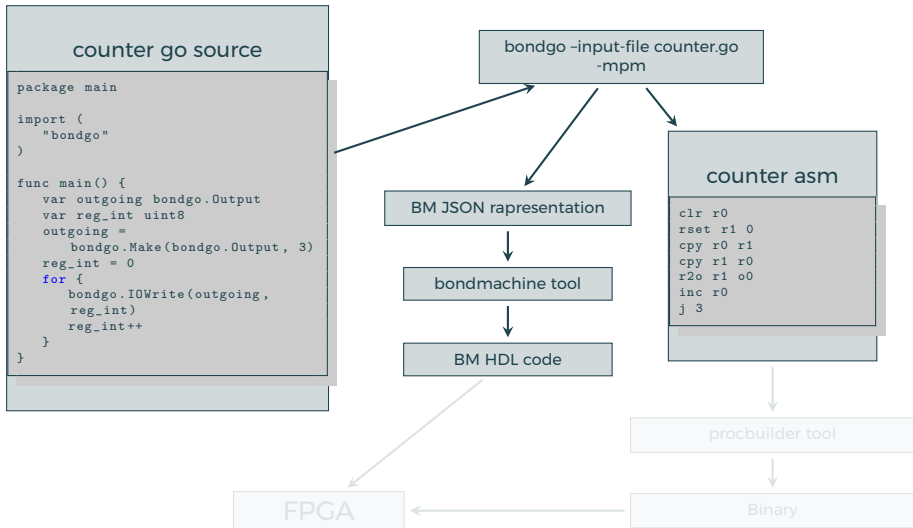 counter go source
package main
import (
"bondgo"
)
func main() {
var outgoing bondgo.Output
var reg_int uint8
outgoing =
bondgo.Make(bondgo.Output, 3)
reg_int = 0
for {
bondgo.IOWrite(outgoing,
reg_int)
reg_int++
}
}
bondgo –input-file counter.go
-mpm
BM JSON rapresentation
bondmachine tool
BM HDL code
counter asm
clr r0
rset r1 0
cpy r0 r1
cpy r1 r0
r2o r1 o0
inc r0
j 3
procbuilder tool
Binary
FPGA